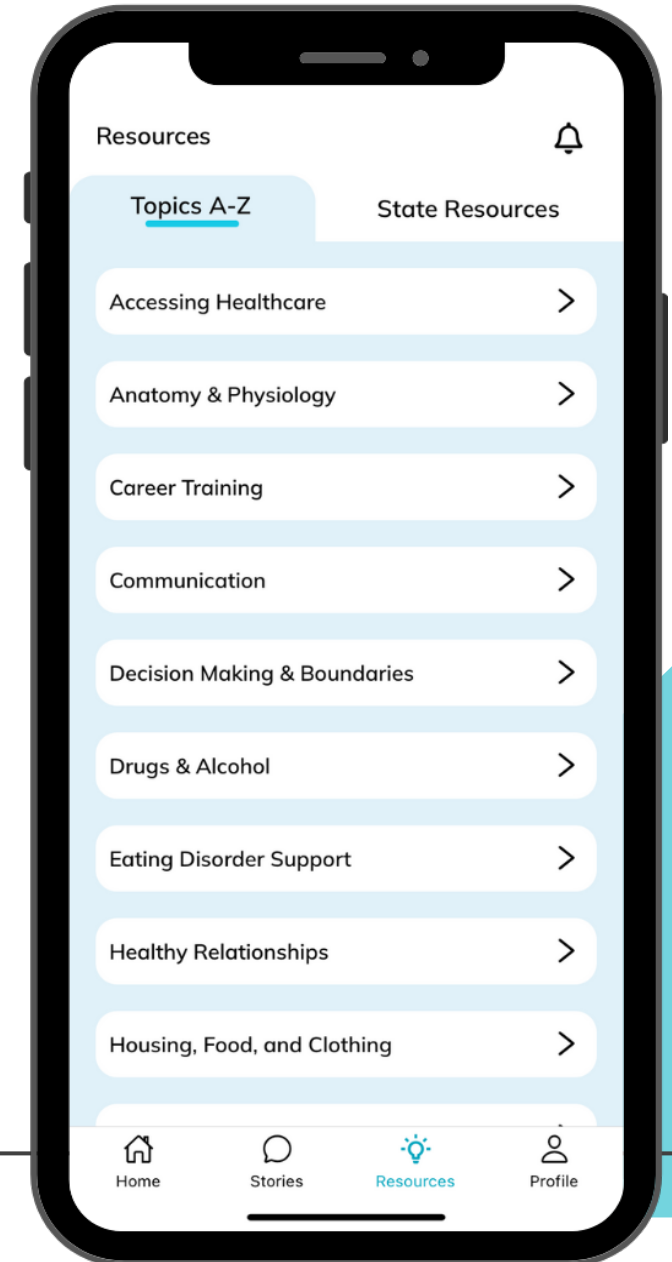 Resources
Topics A-Z
State Resources
Accessing Healthcare
Anatomy & Physiology
Career Training
Communication
Decision Making & Boundaries
Drugs & Alcohol
Eating Disorder Support
Healthy Relationships
Housing, Food, and Clothing
Home
Stories
Resources
Profile